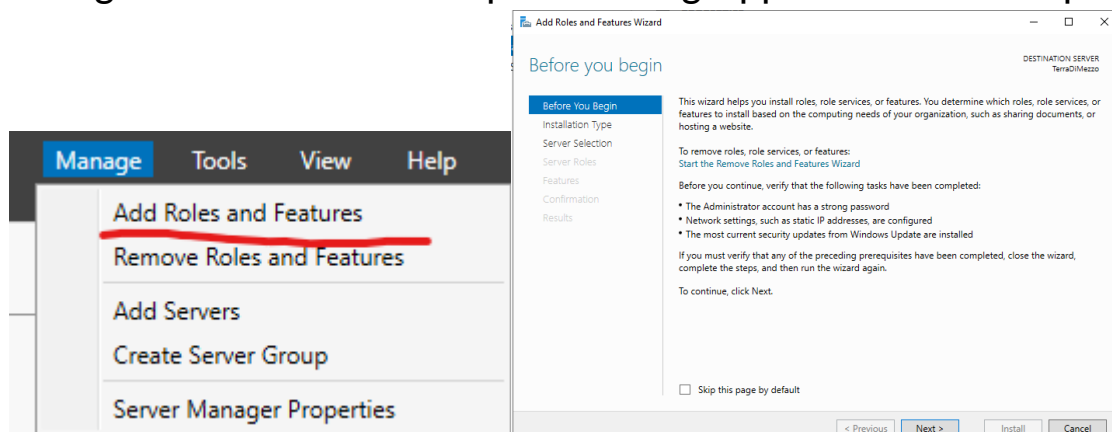 Manage Tools View Help
Add Roles and Features
Remove Roles and Features
Add Servers
Create Server Group
Server Manager Properties
Add Roles and Features Wizard
Before you begin
DESTINATION SERVER
TerraDiMezzo
Before You Begin
Installation Type
Server Selection
Server Roles
Features
Confirmation
Results
This wizard helps you install roles, role services, or features. You determine which roles, role services, or
features to install based on the computing needs of your organization, such as sharing documents, or
hosting a website.
To remove roles, role services, or features:
Start the Remove Roles and Features Wizard
Before you continue, verify that the following tasks have been completed:
• The Administrator account has a strong password
• Network settings, such as static IP addresses, are configured
• The most current security updates from Windows Update are installed
If you must verify that any of the preceding prerequisites have been completed, close the wizard,
complete the steps, and then run the wizard again.
To continue, click Next.
Skip this page by default
< Previous Next > Install Cancel